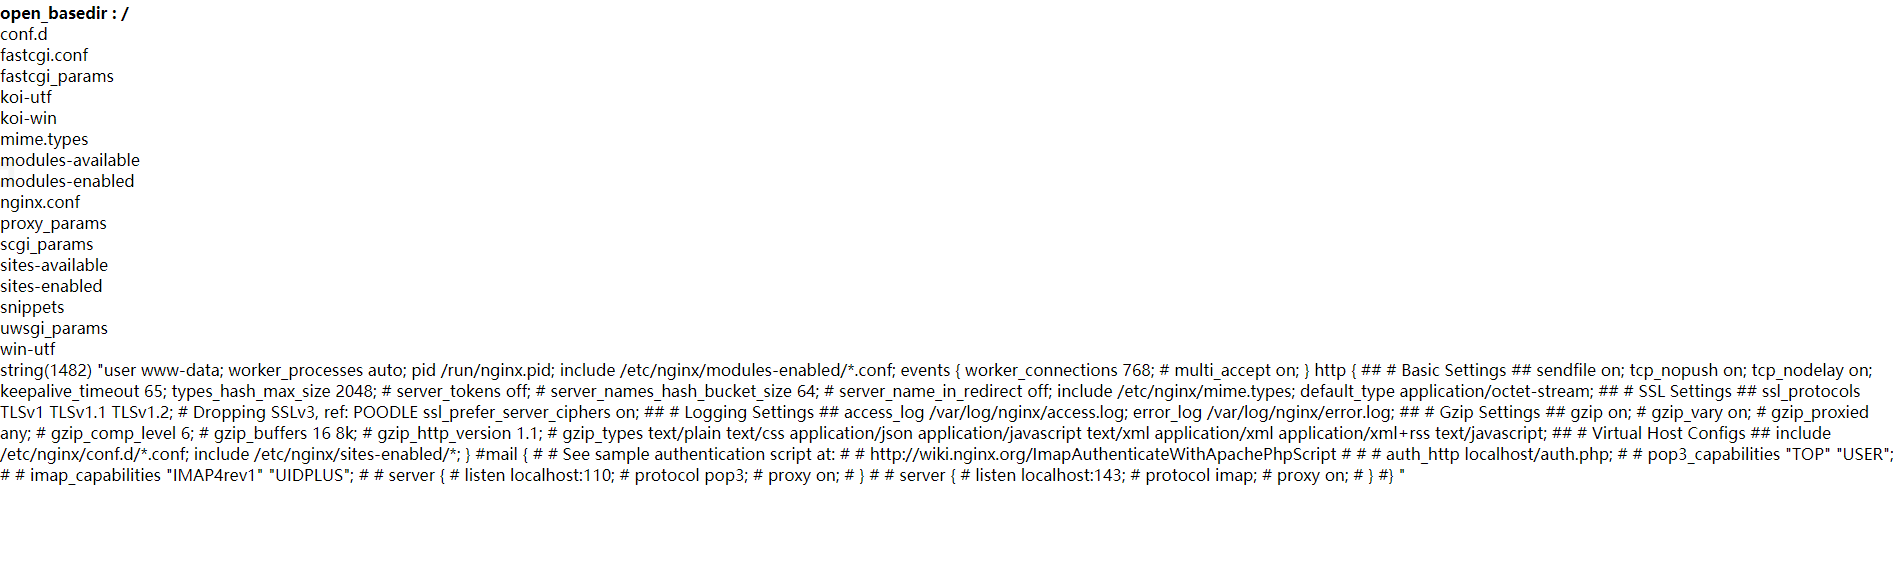 open_basedir : /
conf.d
fastcgi.conf
fastcgi_params
koi-utf
koi-win
mime.types
modules-available
modules-enabled
nginx.conf
proxy_params
scgi_params
sites-available
sites-enabled
snippets
uwsgi_params
win-utf
string(1482) "user www-data; worker_processes auto; pid /run/nginx.pid; include /etc/nginx/modules-enabled/*.conf; events { worker_connections 768; # multi_accept on; } http { ## # Basic Settings ## sendfile on; tcp_nopush on; tcp_nodelay on;
keepalive_timeout 65; types_hash_max_size 2048; # server_tokens off; # server_names_hash_bucket_size 64; # server_name_in_redirect off; include /etc/nginx/mime.types; default_type application/octet-stream; ## # SSL Settings ## ssl_protocols
TLSv1 TLSv1.1 TLSv1.2; # Dropping SSLv3, ref: POODLE ssl_prefer_server_ciphers on; ## # Logging Settings ## access_log /var/log/nginx/access.log; error_log /var/log/nginx/error.log; ## # Gzip Settings ## gzip on; # gzip_vary on; # gzip_proxied
any; # gzip_comp_level 6; # gzip_buffers 16 8k; # gzip_http_version 1.1; # gzip_types text/plain text/css application/json application/javascript text/xml application/xml application/xml+rss text/javascript; ## # Virtual Host Configs ## include
/etc/nginx/conf.d/*.conf; include /etc/nginx/sites-enabled/*; } #mail { # # See sample authentication script at: # # http://wiki.nginx.org/ImapAuthenticateWithApachePhpScript # # # auth_http localhost/auth.php; # # pop3_capabilities "TOP" "USER";
# # imap_capabilities "IMAP4rev1" "UIDPLUS"; # # server { # listen localhost:110; # protocol pop3; # proxy on; # } # # server { # listen localhost:143; # protocol imap; # proxy on; # } #} "